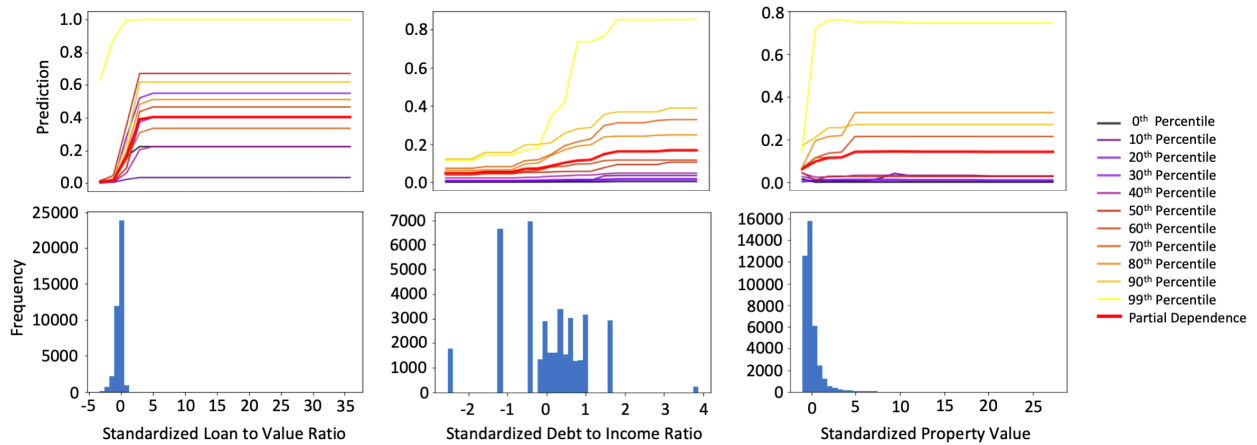 Prediction
1.0
0.8
0.6
0.4
0.2
0.0
0.8
0.6
0.4
0.2
0.0
0.8
0.6
0.4
0.2
0.0
Frequency
25000
20000
15000
10000
5000
0
-5 0 5 10 15 20 25 30 35
Standardized Loan to Value Ratio
7000
6000
5000
4000
3000
2000
1000
0
-2 -1 0 1 2 3 4
Standardized Debt to Income Ratio
16000
14000
12000
10000
8000
6000
4000
2000
0
0 5 10 15 20 25
Standardized Property Value
0th Percentile
10th Percentile
20th Percentile
30th Percentile
40th Percentile
50th Percentile
60th Percentile
70th Percentile
80th Percentile
90th Percentile
99th Percentile
Partial Dependence